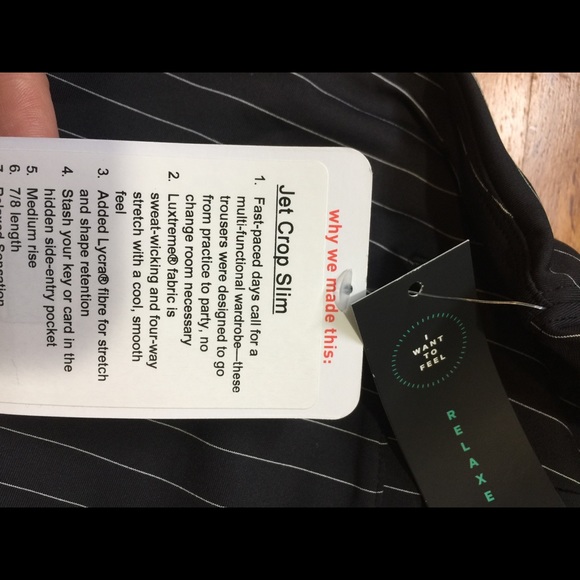 why we made this:
Jet Crop Slim
1. Fast-paced days call for a
multi-functional wardrobe—these
trousers were designed to go
from practice to party, no
change room necessary
2. Luxtreme® fabric is
sweat-wicking and four-way
stretch with a cool, smooth
feel
3. Added Lycra® fibre for stretch
and shape retention
4. Stash your key or card in the
hidden side-entry pocket
5. Medium rise
6. 7/8 length
I
WANT
TO
FEEL
RELAXE